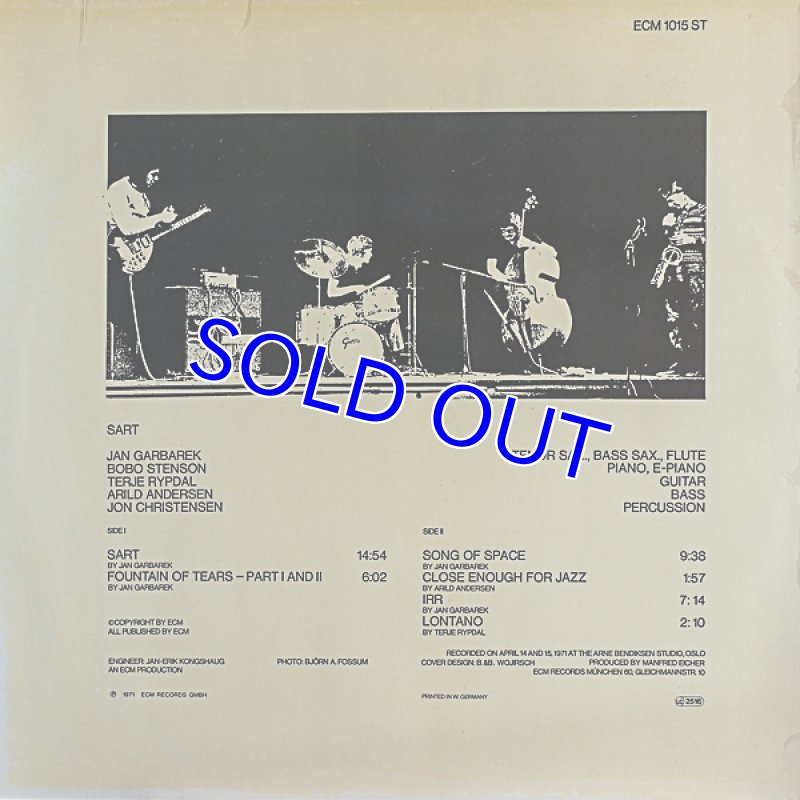 ECM 1015 ST
Gretsch
SOLD OUT
SART
JAN GARBAREK TENOR SAX., BASS SAX., FLUTE
BOBO STENSON PIANO, E-PIANO
TERJE RYPDAL GUITAR
ARILD ANDERSEN BASS
JON CHRISTENSEN PERCUSSION
SIDE I
SART 14:54
BY JAN GARBAREK
FOUNTAIN OF TEARS – PART I AND II 6:02
BY JAN GARBAREK
SIDE II
SONG OF SPACE 9:38
BY JAN GARBAREK
CLOSE ENOUGH FOR JAZZ 1:57
BY ARILD ANDERSEN
IRR 7:14
BY JAN GARBAREK
LONTANO 2:10
BY TERJE RYPDAL
©COPYRIGHT BY ECM
ALL PUBLISHED BY ECM
RECORDED ON APRIL 14 AND 15, 1971 AT THE ARNE BENDIKSEN STUDIO, OSLO
ENGINEER: JAN-ERIK KONGSHAUG PHOTO: BJÖRN A. FOSSUM COVER DESIGN: B.&B. WOJIRSCH PRODUCED BY MANFRED EICHER
AN ECM PRODUCTION ECM RECORDS MÜNCHEN 60, GLEICHMANNSTR. 10
℗ 1971 ECM RECORDS GMBH PRINTED IN W. GERMANY LC 2516